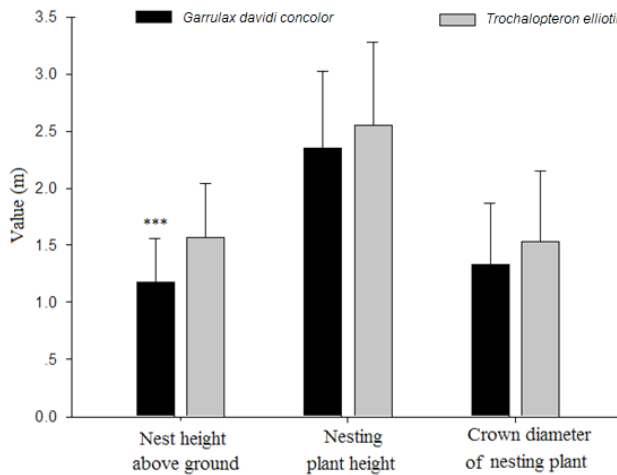 Garrulax davidi concolor
Trochalopteron elliotii
Value (m)
3.5
3.0
2.5
2.0
1.5
1.0
.5
0.0
***
Nest height
above ground
Nesting
plant height
Crown diameter
of nesting plant